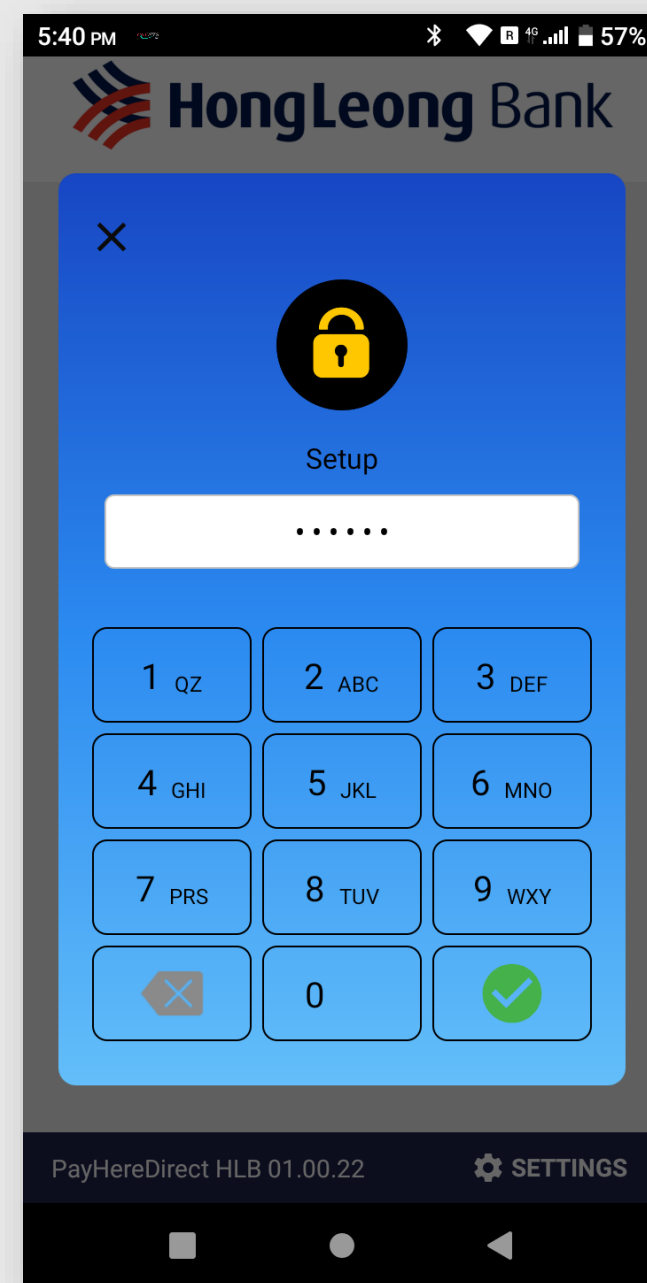 5:40 PM R 4G 57%
HongLeong Bank
Setup
••••••
1 QZ 2 ABC 3 DEF
4 GHI 5 JKL 6 MNO
7 PRS 8 TUV 9 WXY
0
PayHereDirect HLB 01.00.22 SETTINGS